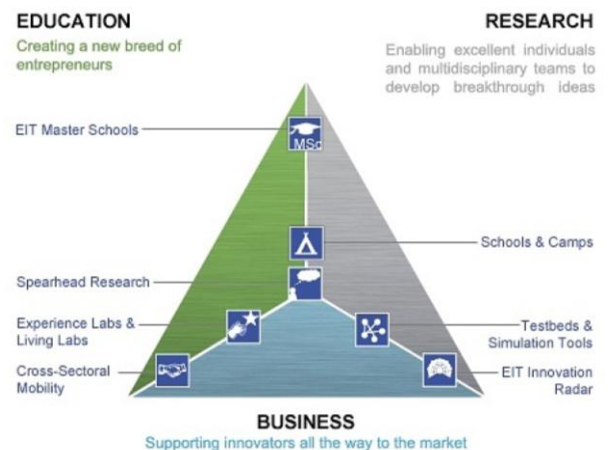 EDUCATION
Creating a new breed of
entrepreneurs
RESEARCH
Enabling excellent individuals
and multidisciplinary teams to
develop breakthrough ideas
EIT Master Schools
MSc
Schools & Camps
Spearhead Research
Experience Labs &
Living Labs
Testbeds &
Simulation Tools
Cross-Sectoral
Mobility
EIT Innovation
Radar
BUSINESS
Supporting innovators all the way to the market